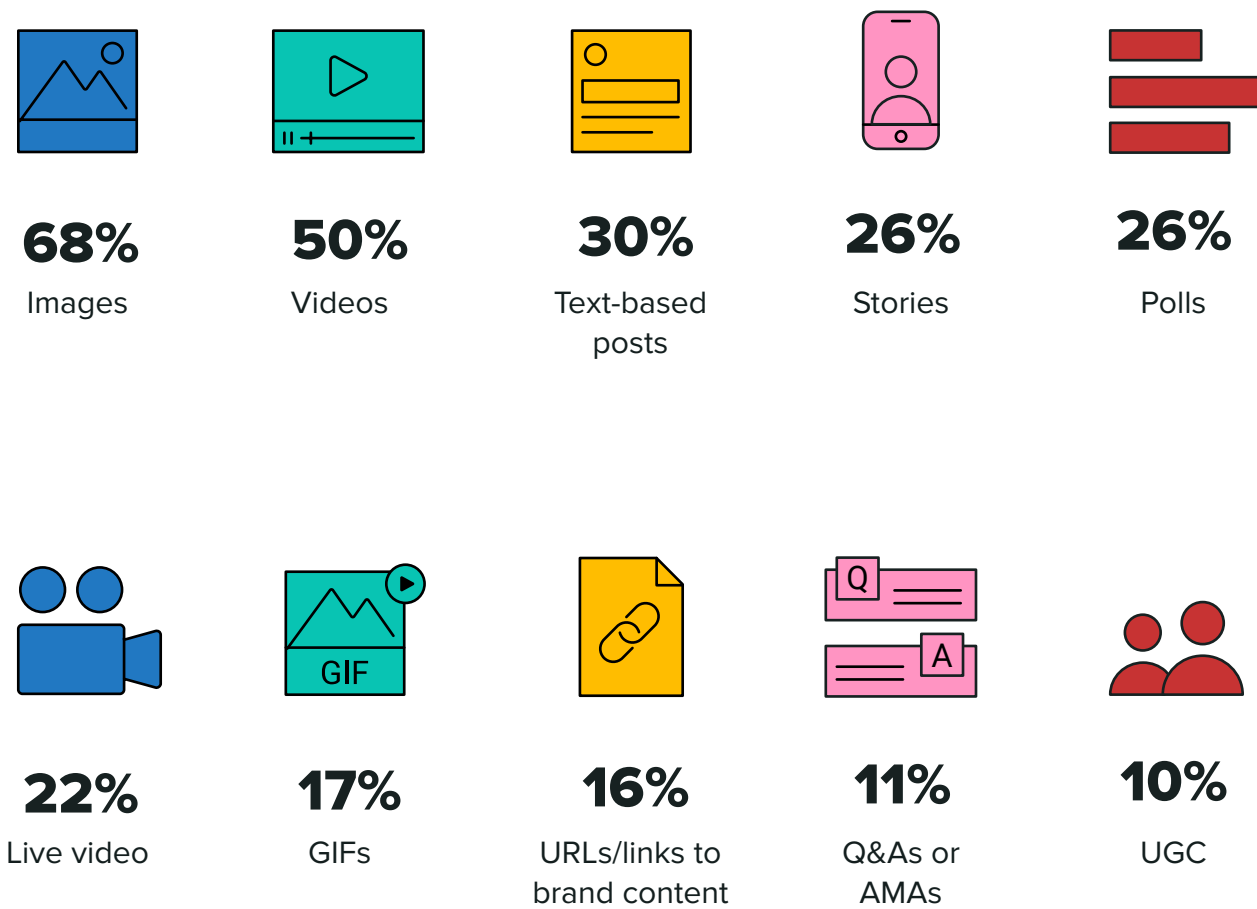 68%
50%
30%
26%
26%
Images
Videos
Text-based
posts
Stories
Polls
GIF
Q
A
22%
17%
16%
11%
10%
Live video
GIFs
URLs/links to
brand content
Q&As or
AMAs
UGC